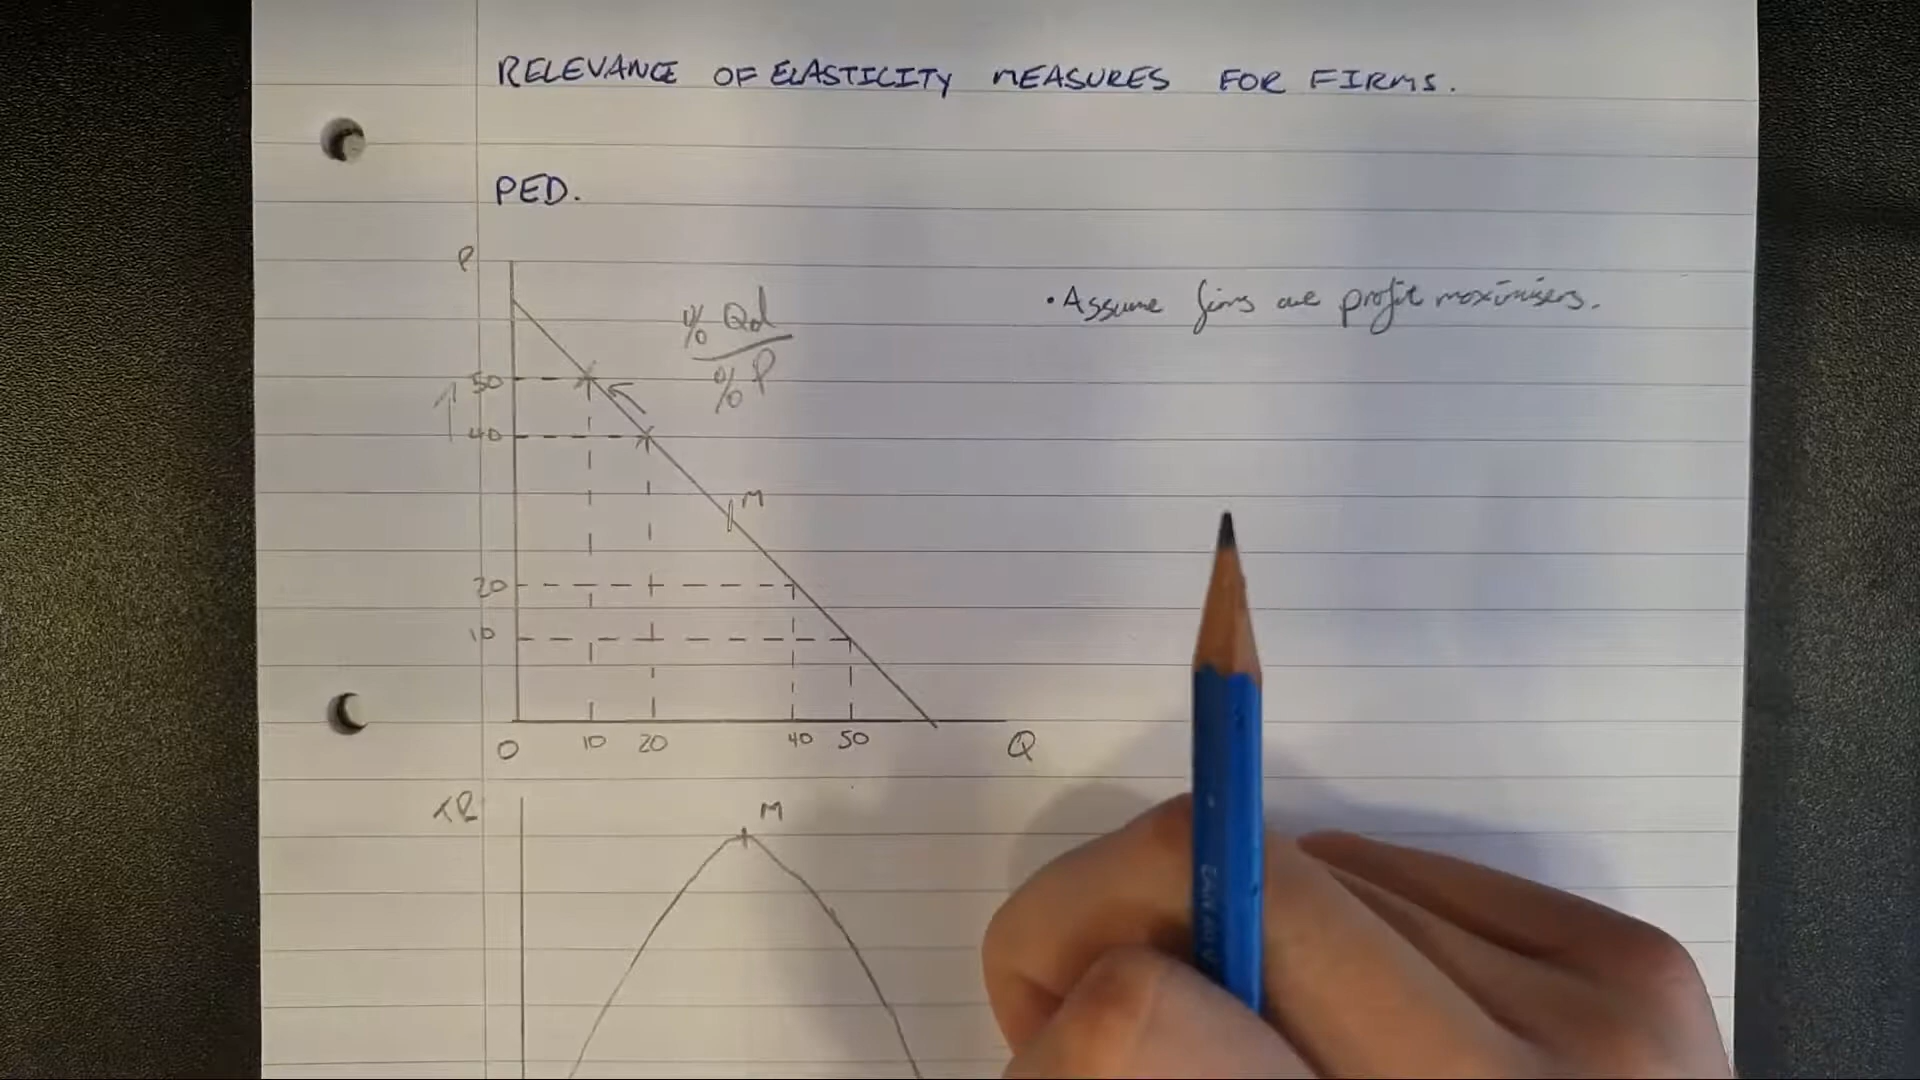 RELEVANCE OF ELASTICITY MEASURES FOR FIRMS.
PED.
P
% Qd
% P
• Assume firms are profit maximisers.
50
40
M
20
10
0 10 20 40 50 Q
TR
M